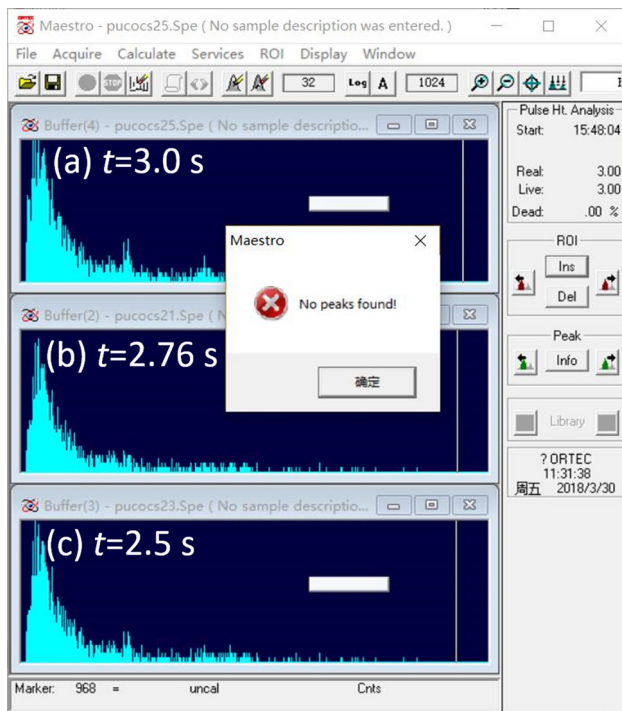 Maestro - pucocs25.Spe ( No sample description was entered. )
File Acquire Calculate Services ROI Display Window
STOP 32 Log A 1024
Buffer(4) - pucocs25.Spe ( No sample descriptio...
(a) t=3.0 s
Pulse Ht. Analysis
Start: 15:48:04
Real: 3.00
Live: 3.00
Dead: .00 %
ROI
Ins
Del
Maestro
No peaks found!
确定
Buffer(2) - pucocs21.Spe (
(b) t=2.76 s
Peak
Info
Library
? ORTEC
11:31:38
周五 2018/3/30
Buffer(3) - pucocs23.Spe ( No sample descriptio...
(c) t=2.5 s
Marker: 968 = uncal Cnts